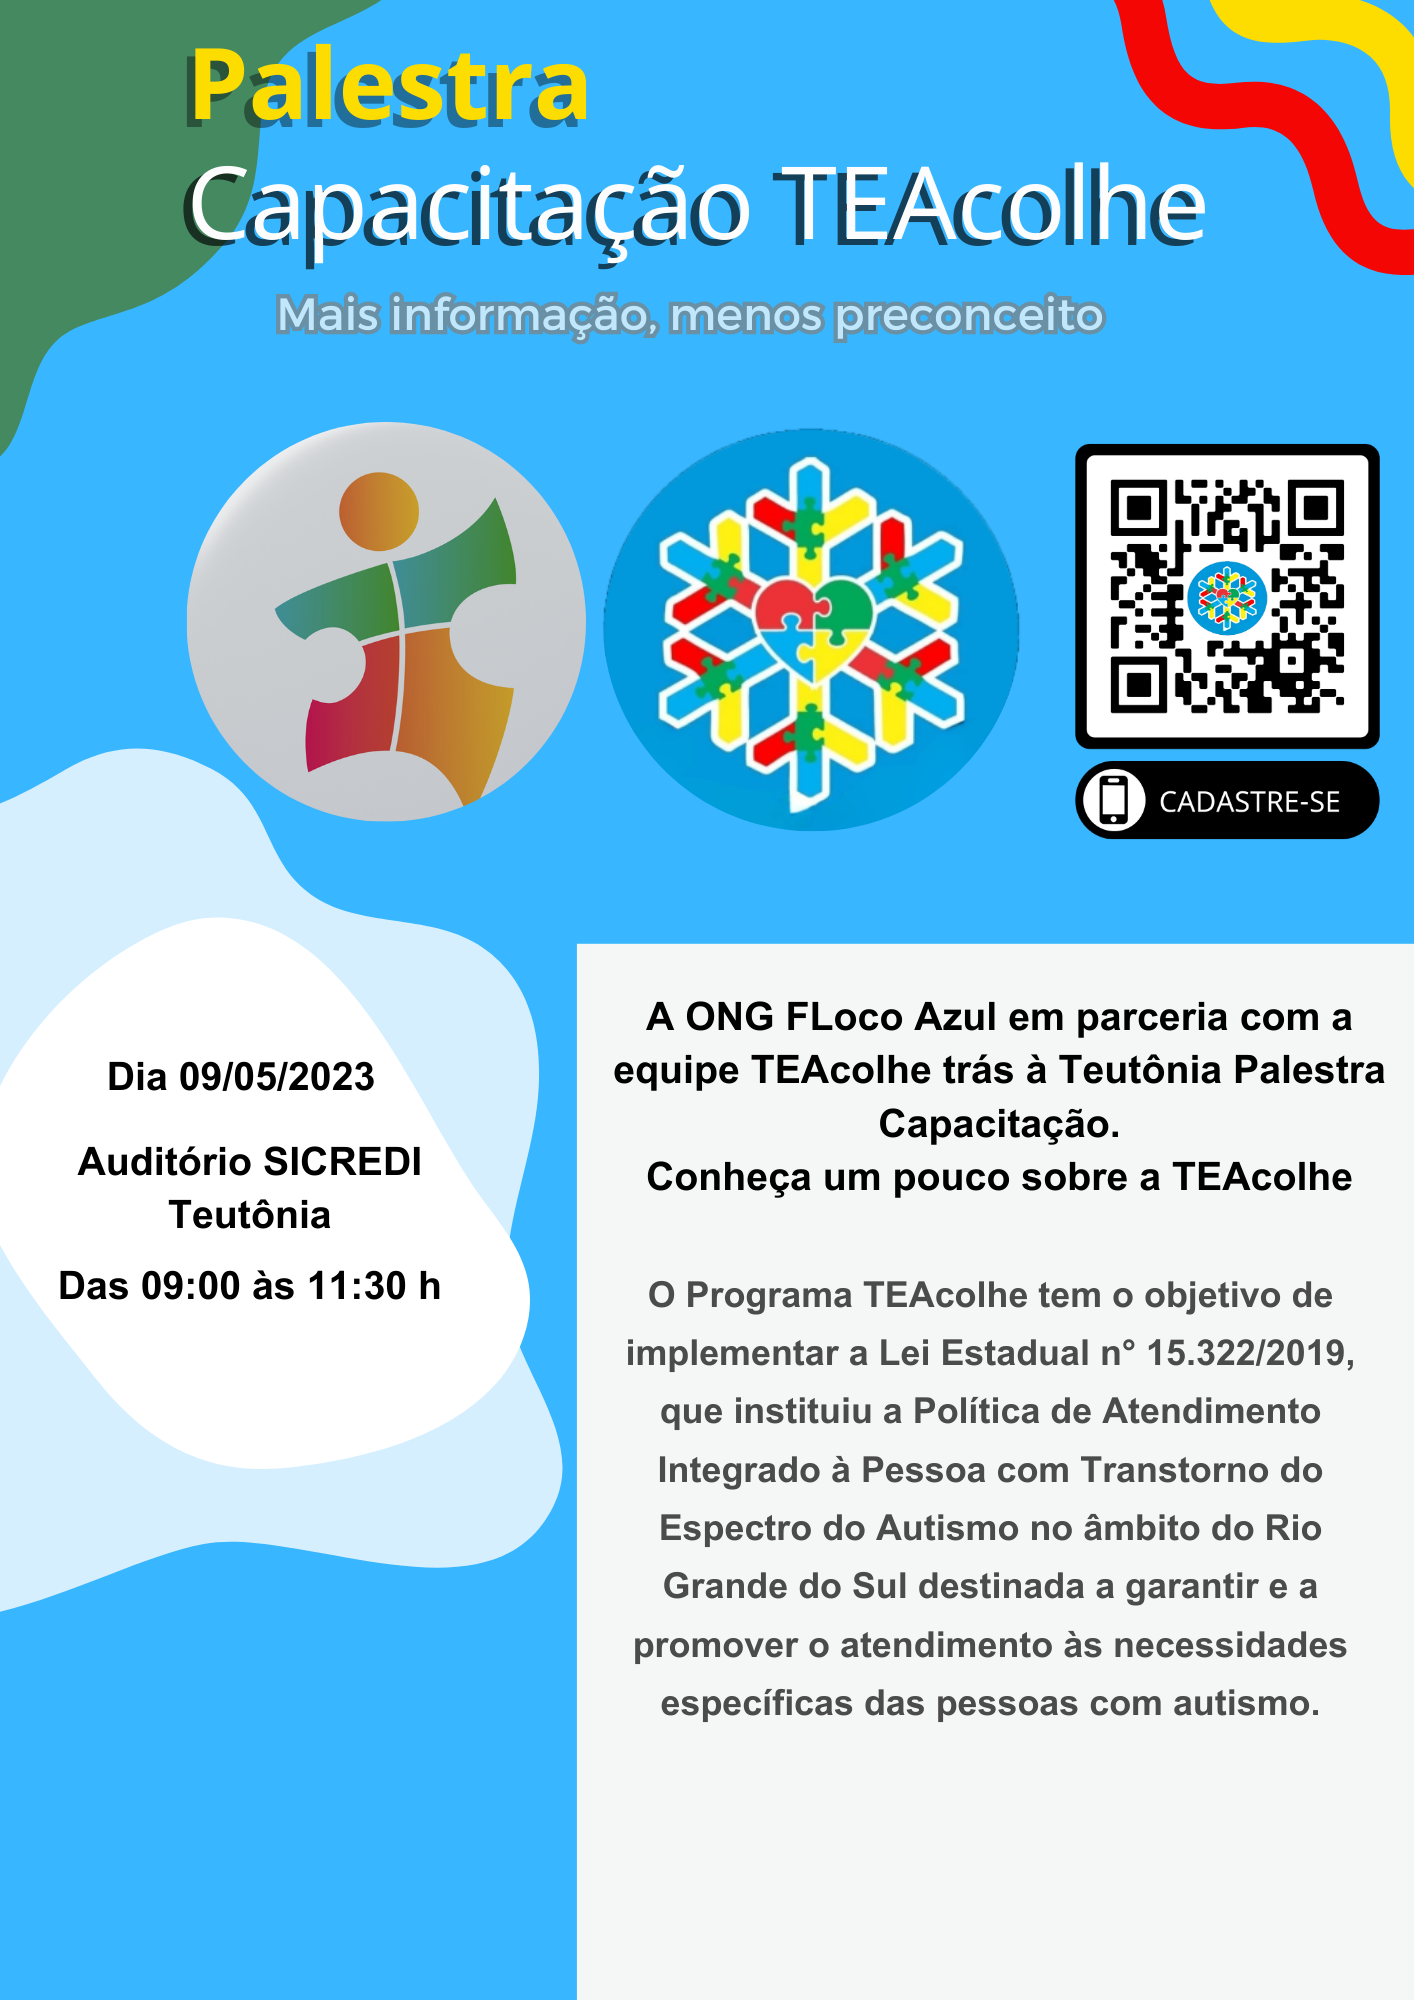 Palestra
Capacitação TEAcolhe
Mais informação, menos preconceito
CADASTRE-SE
Dia 09/05/2023
Auditório SICREDI
Teutônia
Das 09:00 às 11:30 h
A ONG FLoco Azul em parceria com a
equipe TEAcolhe trás à Teutônia Palestra
Capacitação.
Conheça um pouco sobre a TEAcolhe
O Programa TEAcolhe tem o objetivo de
implementar a Lei Estadual n° 15.322/2019,
que instituiu a Política de Atendimento
Integrado à Pessoa com Transtorno do
Espectro do Autismo no âmbito do Rio
Grande do Sul destinada a garantir e a
promover o atendimento às necessidades
específicas das pessoas com autismo.